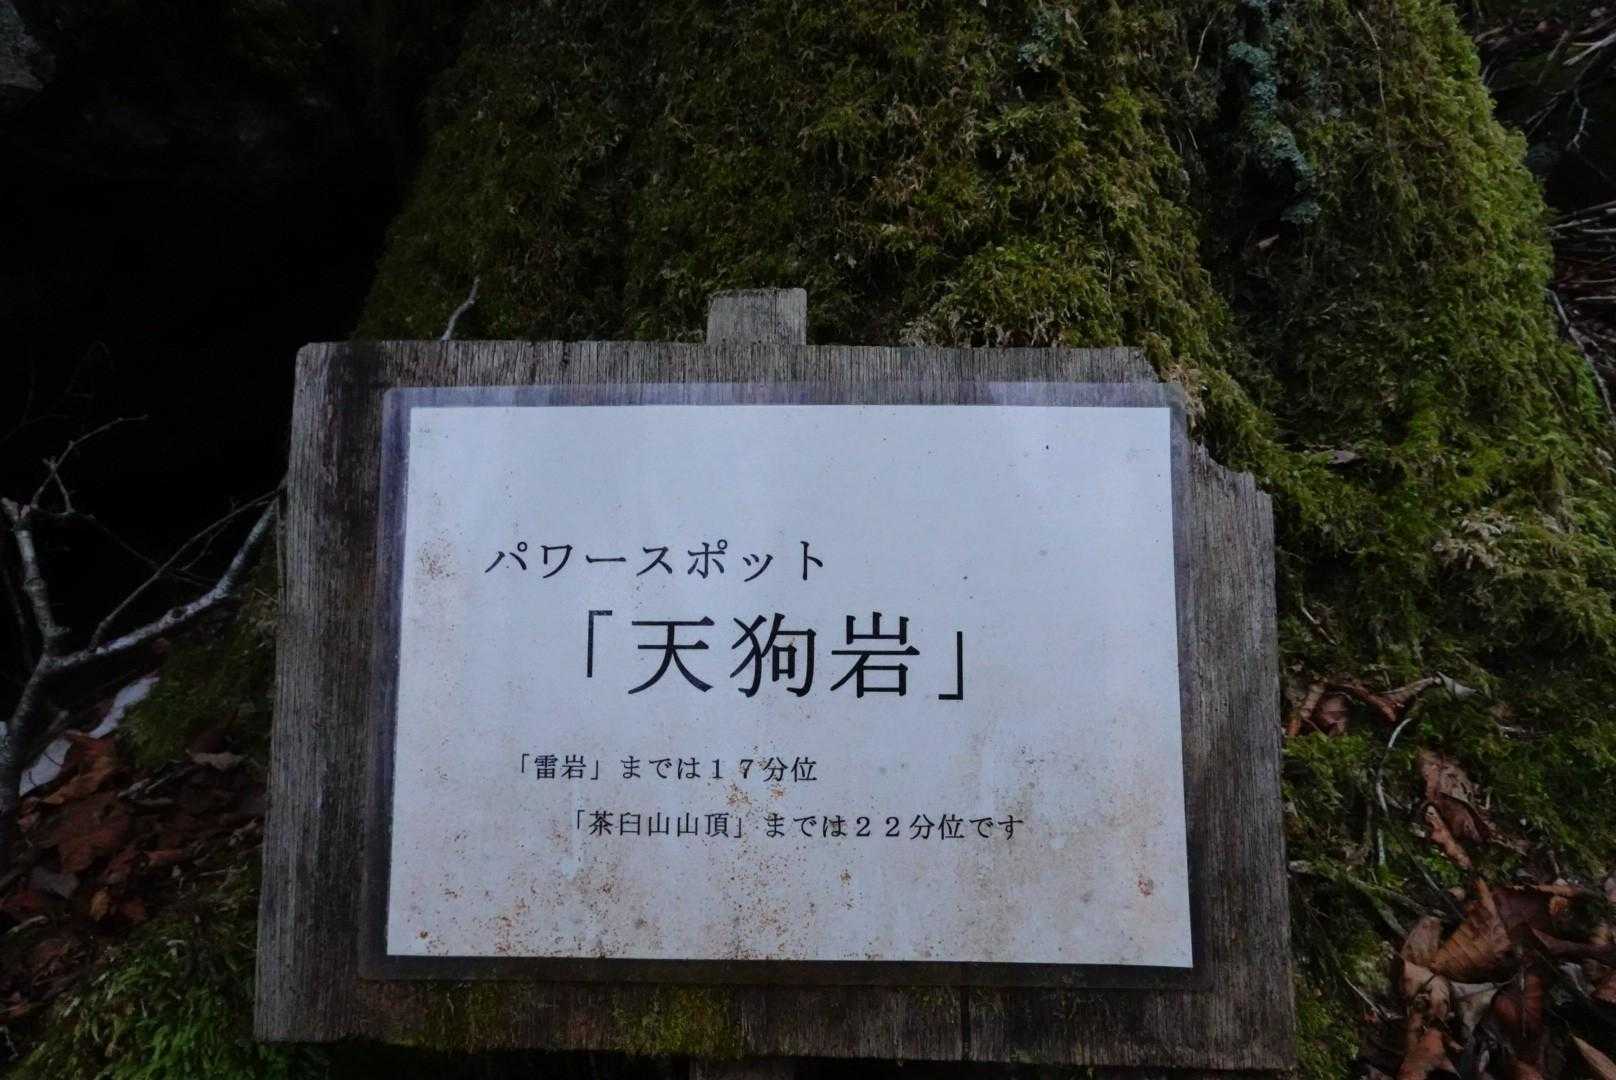 パワースポット
「天狗岩」
「雷岩」までは１７分位
「茶臼山山頂」までは２２分位です